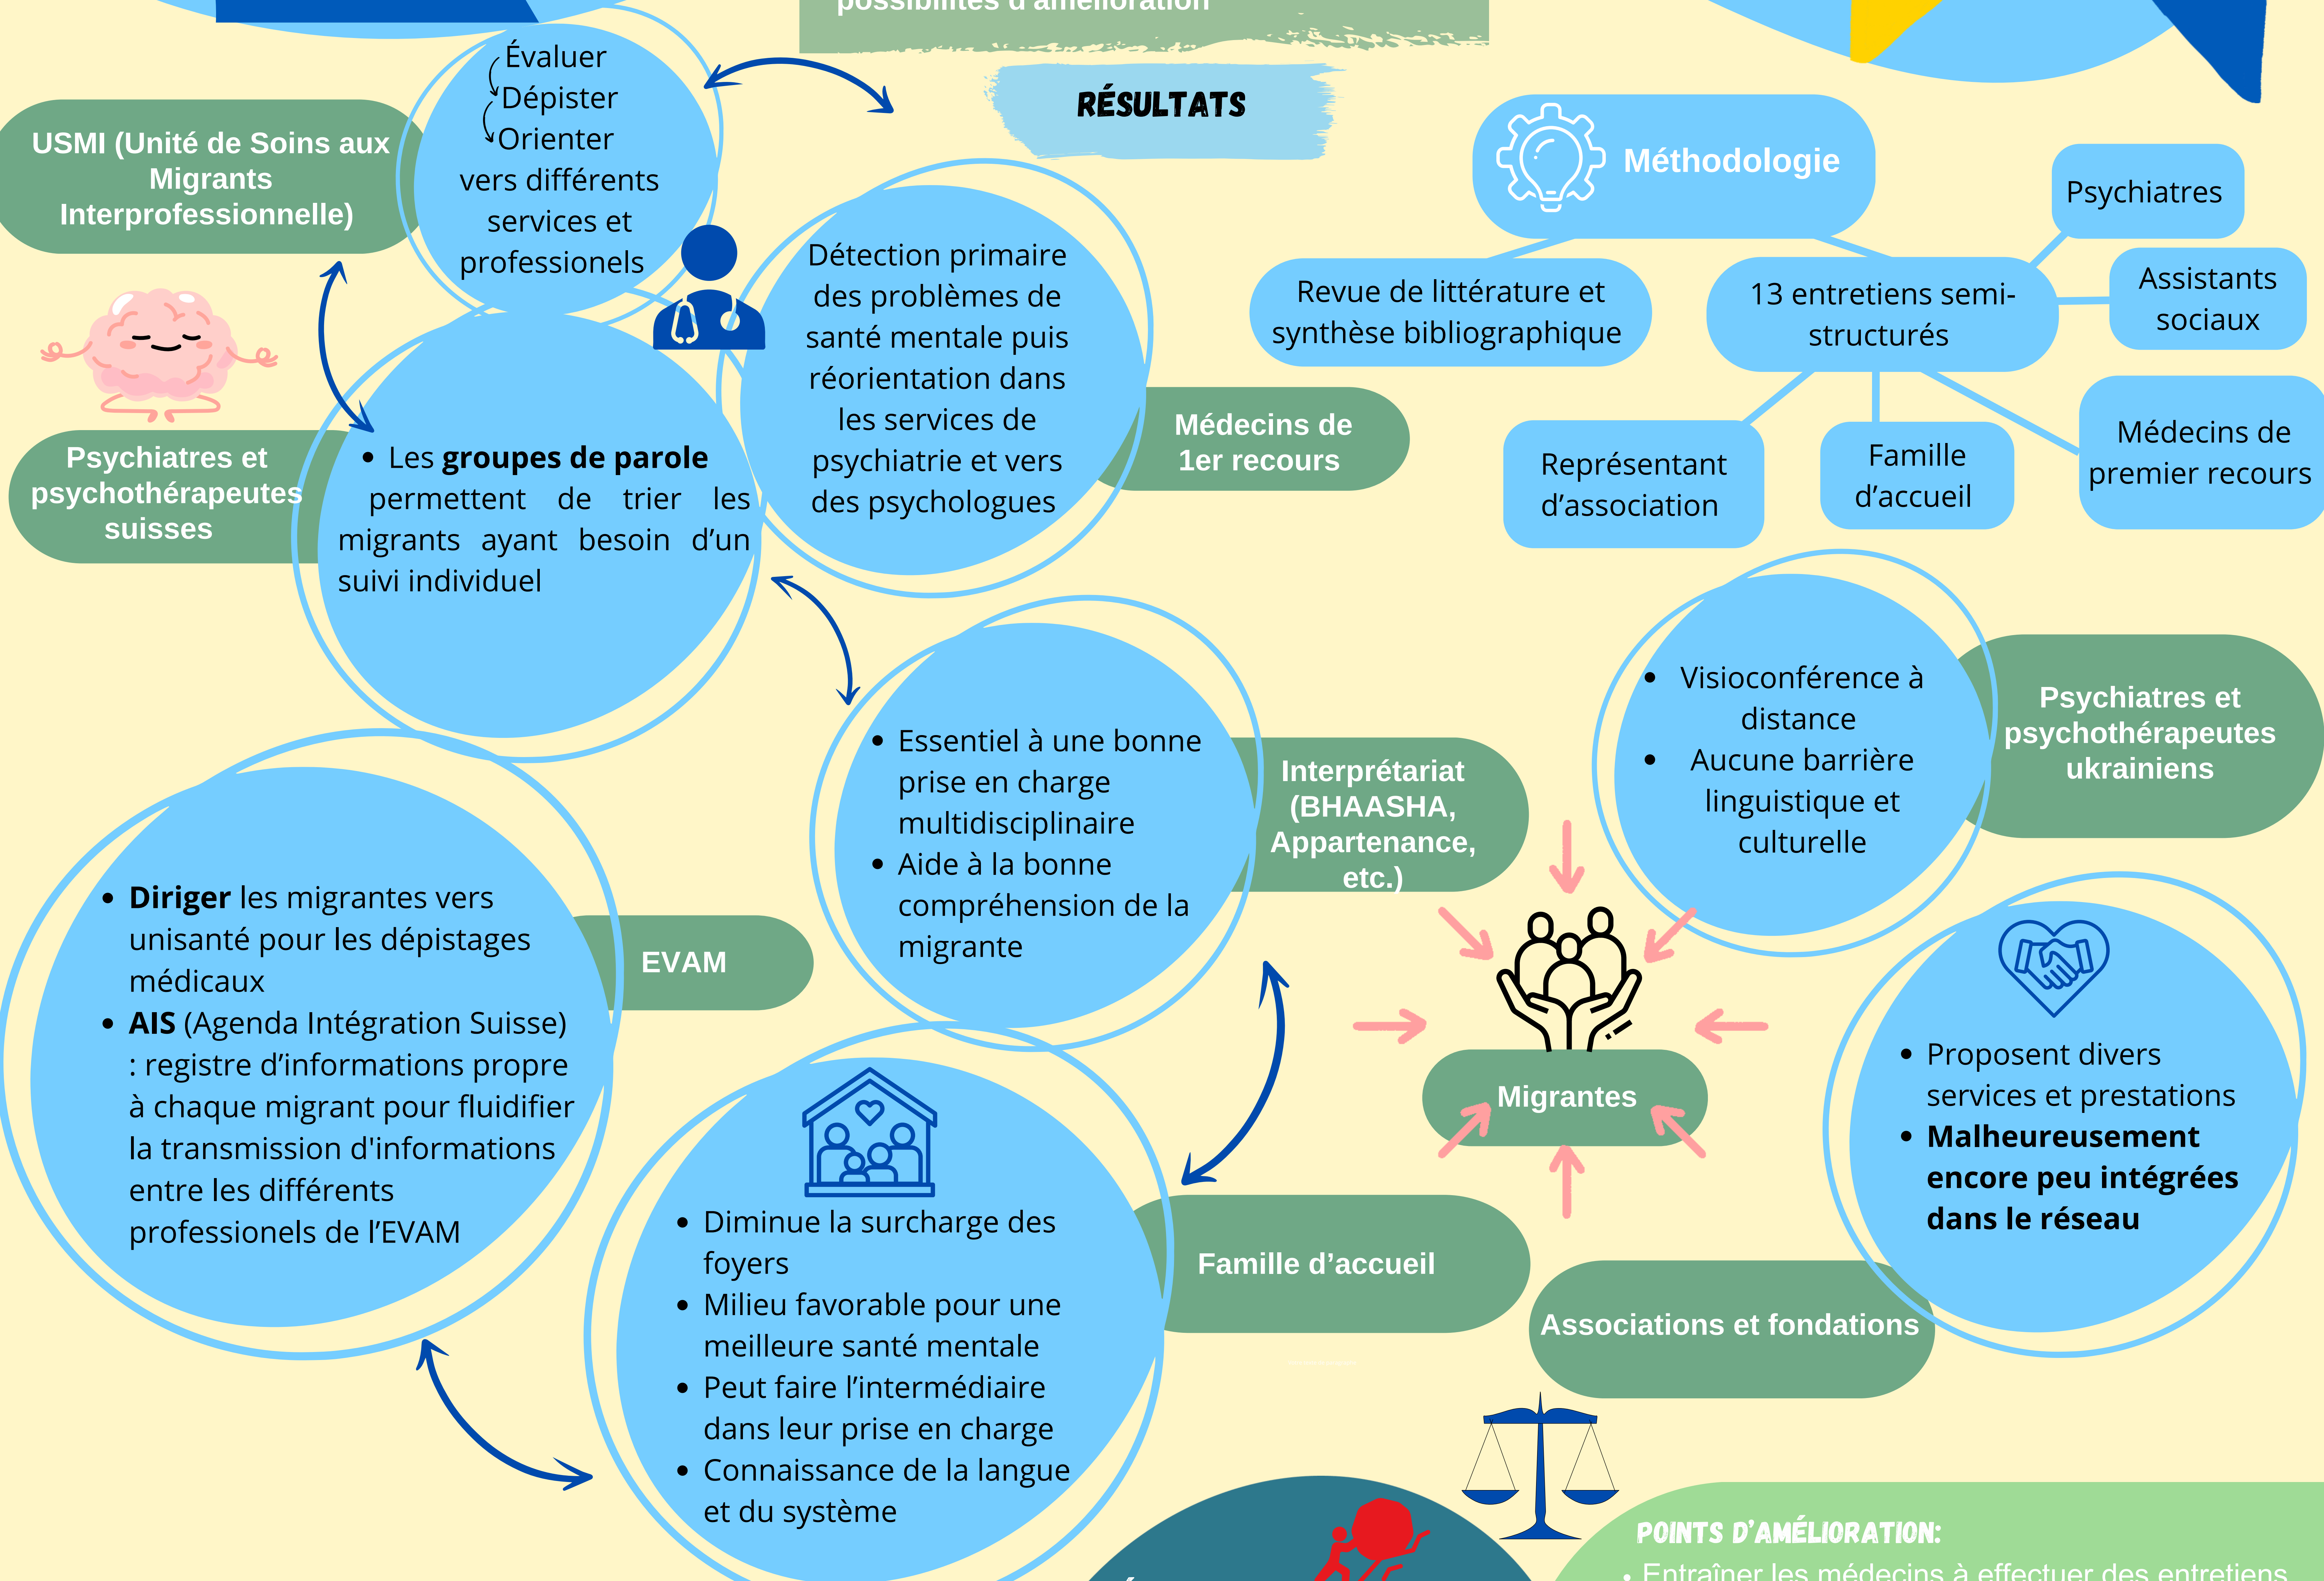 possibilités d'amélioration
Évaluer
Dépister
Orienter
vers différents
services et
professionels
USMI (Unité de Soins aux
Migrants
Interprofessionnelle)
RÉSULTATS
Détection primaire
des problèmes de
santé mentale puis
réorientation dans
les services de
psychiatrie et vers
des psychologues
Médecins de
1er recours
Méthodologie
Revue de littérature et
synthèse bibliographique
13 entretiens semi-
structurés
Psychiatres
Assistants
sociaux
Médecins de
premier recours
Famille
d’accueil
Représentant
d’association
Psychiatres et
psychothérapeutes
suisses
• Les groupes de parole
permettent de trier les
migrants ayant besoin d’un
suivi individuel
• Essentiel à une bonne
prise en charge
multidisciplinaire
• Aide à la bonne
compréhension de la
migrante
Interprétariat
(BHAASHA,
Appartenance,
etc.)
• Visioconférence à
distance
• Aucune barrière
linguistique et
culturelle
Psychiatres et
psychothérapeutes
ukrainiens
• Diriger les migrantes vers
unisanté pour les dépistages
médicaux
• AIS (Agenda Intégration Suisse)
: registre d’informations propre
à chaque migrant pour fluidifier
la transmission d'informations
entre les différents
professionels de l’EVAM
EVAM
Migrantes
• Proposent divers
services et prestations
• Malheureusement
encore peu intégrées
dans le réseau
Associations et fondations
• Diminue la surcharge des
foyers
• Milieu favorable pour une
meilleure santé mentale
• Peut faire l’intermédiaire
dans leur prise en charge
• Connaissance de la langue
et du système
Famille d’accueil
POINTS D’AMÉLIORATION:
• Entraîner les médecins à effectuer des entretiens